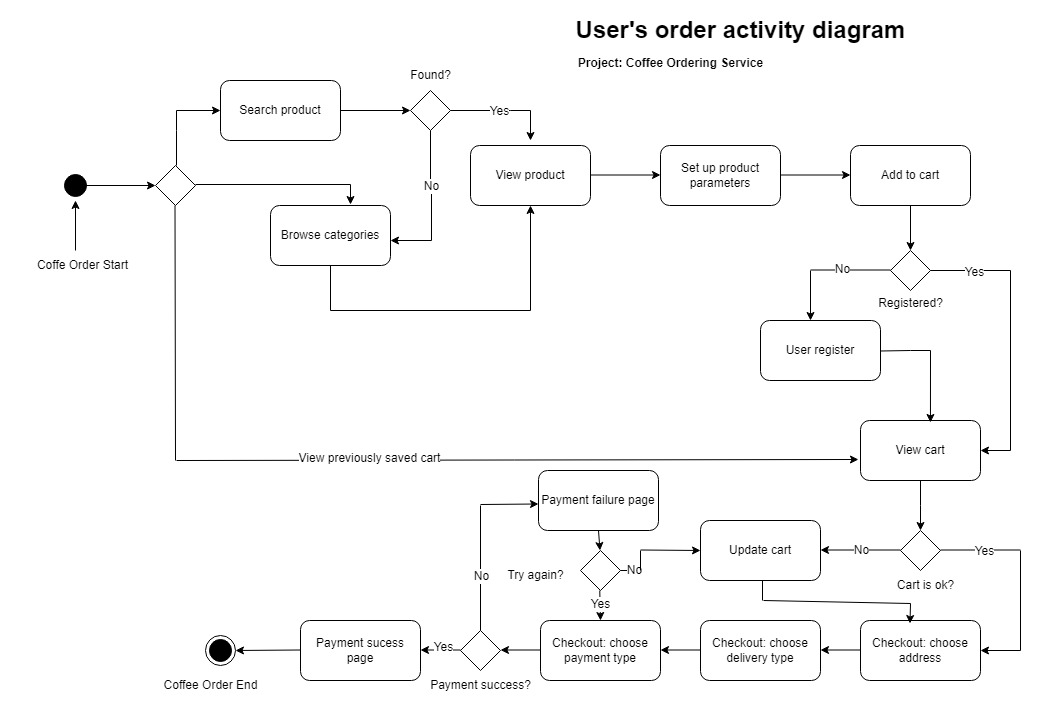 User's order activity diagram
Project: Coffee Ordering Service
Found?
Search product
Yes
View product
Set up product
parameters
Add to cart
No
Browse categories
Coffe Order Start
No
Yes
Registered?
User register
View cart
View previously saved cart
Payment failure page
Update cart
No
Yes
Try again?
No
No
Cart is ok?
Yes
Payment sucess
page
Yes
Checkout: choose
payment type
Checkout: choose
delivery type
Checkout: choose
address
Coffee Order End
Payment success?